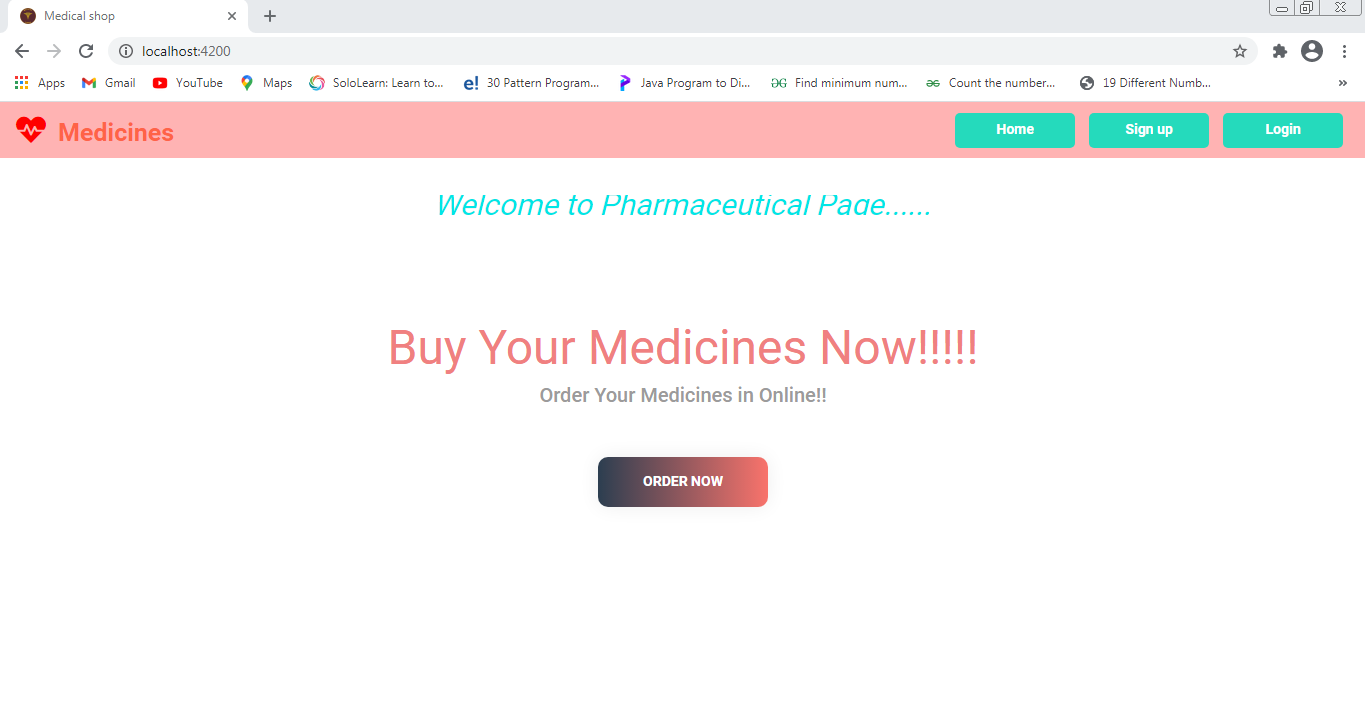 Medical shop
localhost:4200
Apps Gmail YouTube Maps SoloLearn: Learn to... e! 30 Pattern Program... Java Program to Di... Find minimum num... Count the number... 19 Different Numb... »
Medicines Home Sign up Login
Welcome to Pharmaceutical Page......
Buy Your Medicines Now!!!!!
Order Your Medicines in Online!!
ORDER NOW